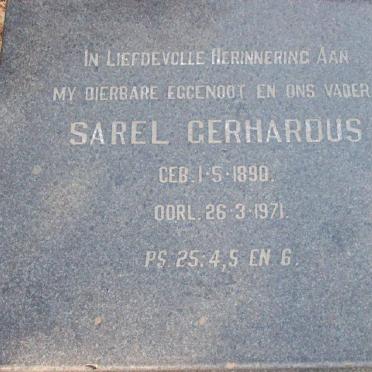 IN LIEFDEVOLLE HERINNERING AAN
MY DIERBARE EGGENOOT EN ONS VADER
SAREL GERHARDUS
GEB. 1·5·1890.
OORL. 26·3·1971.
PS. 25:4,5 EN 6.